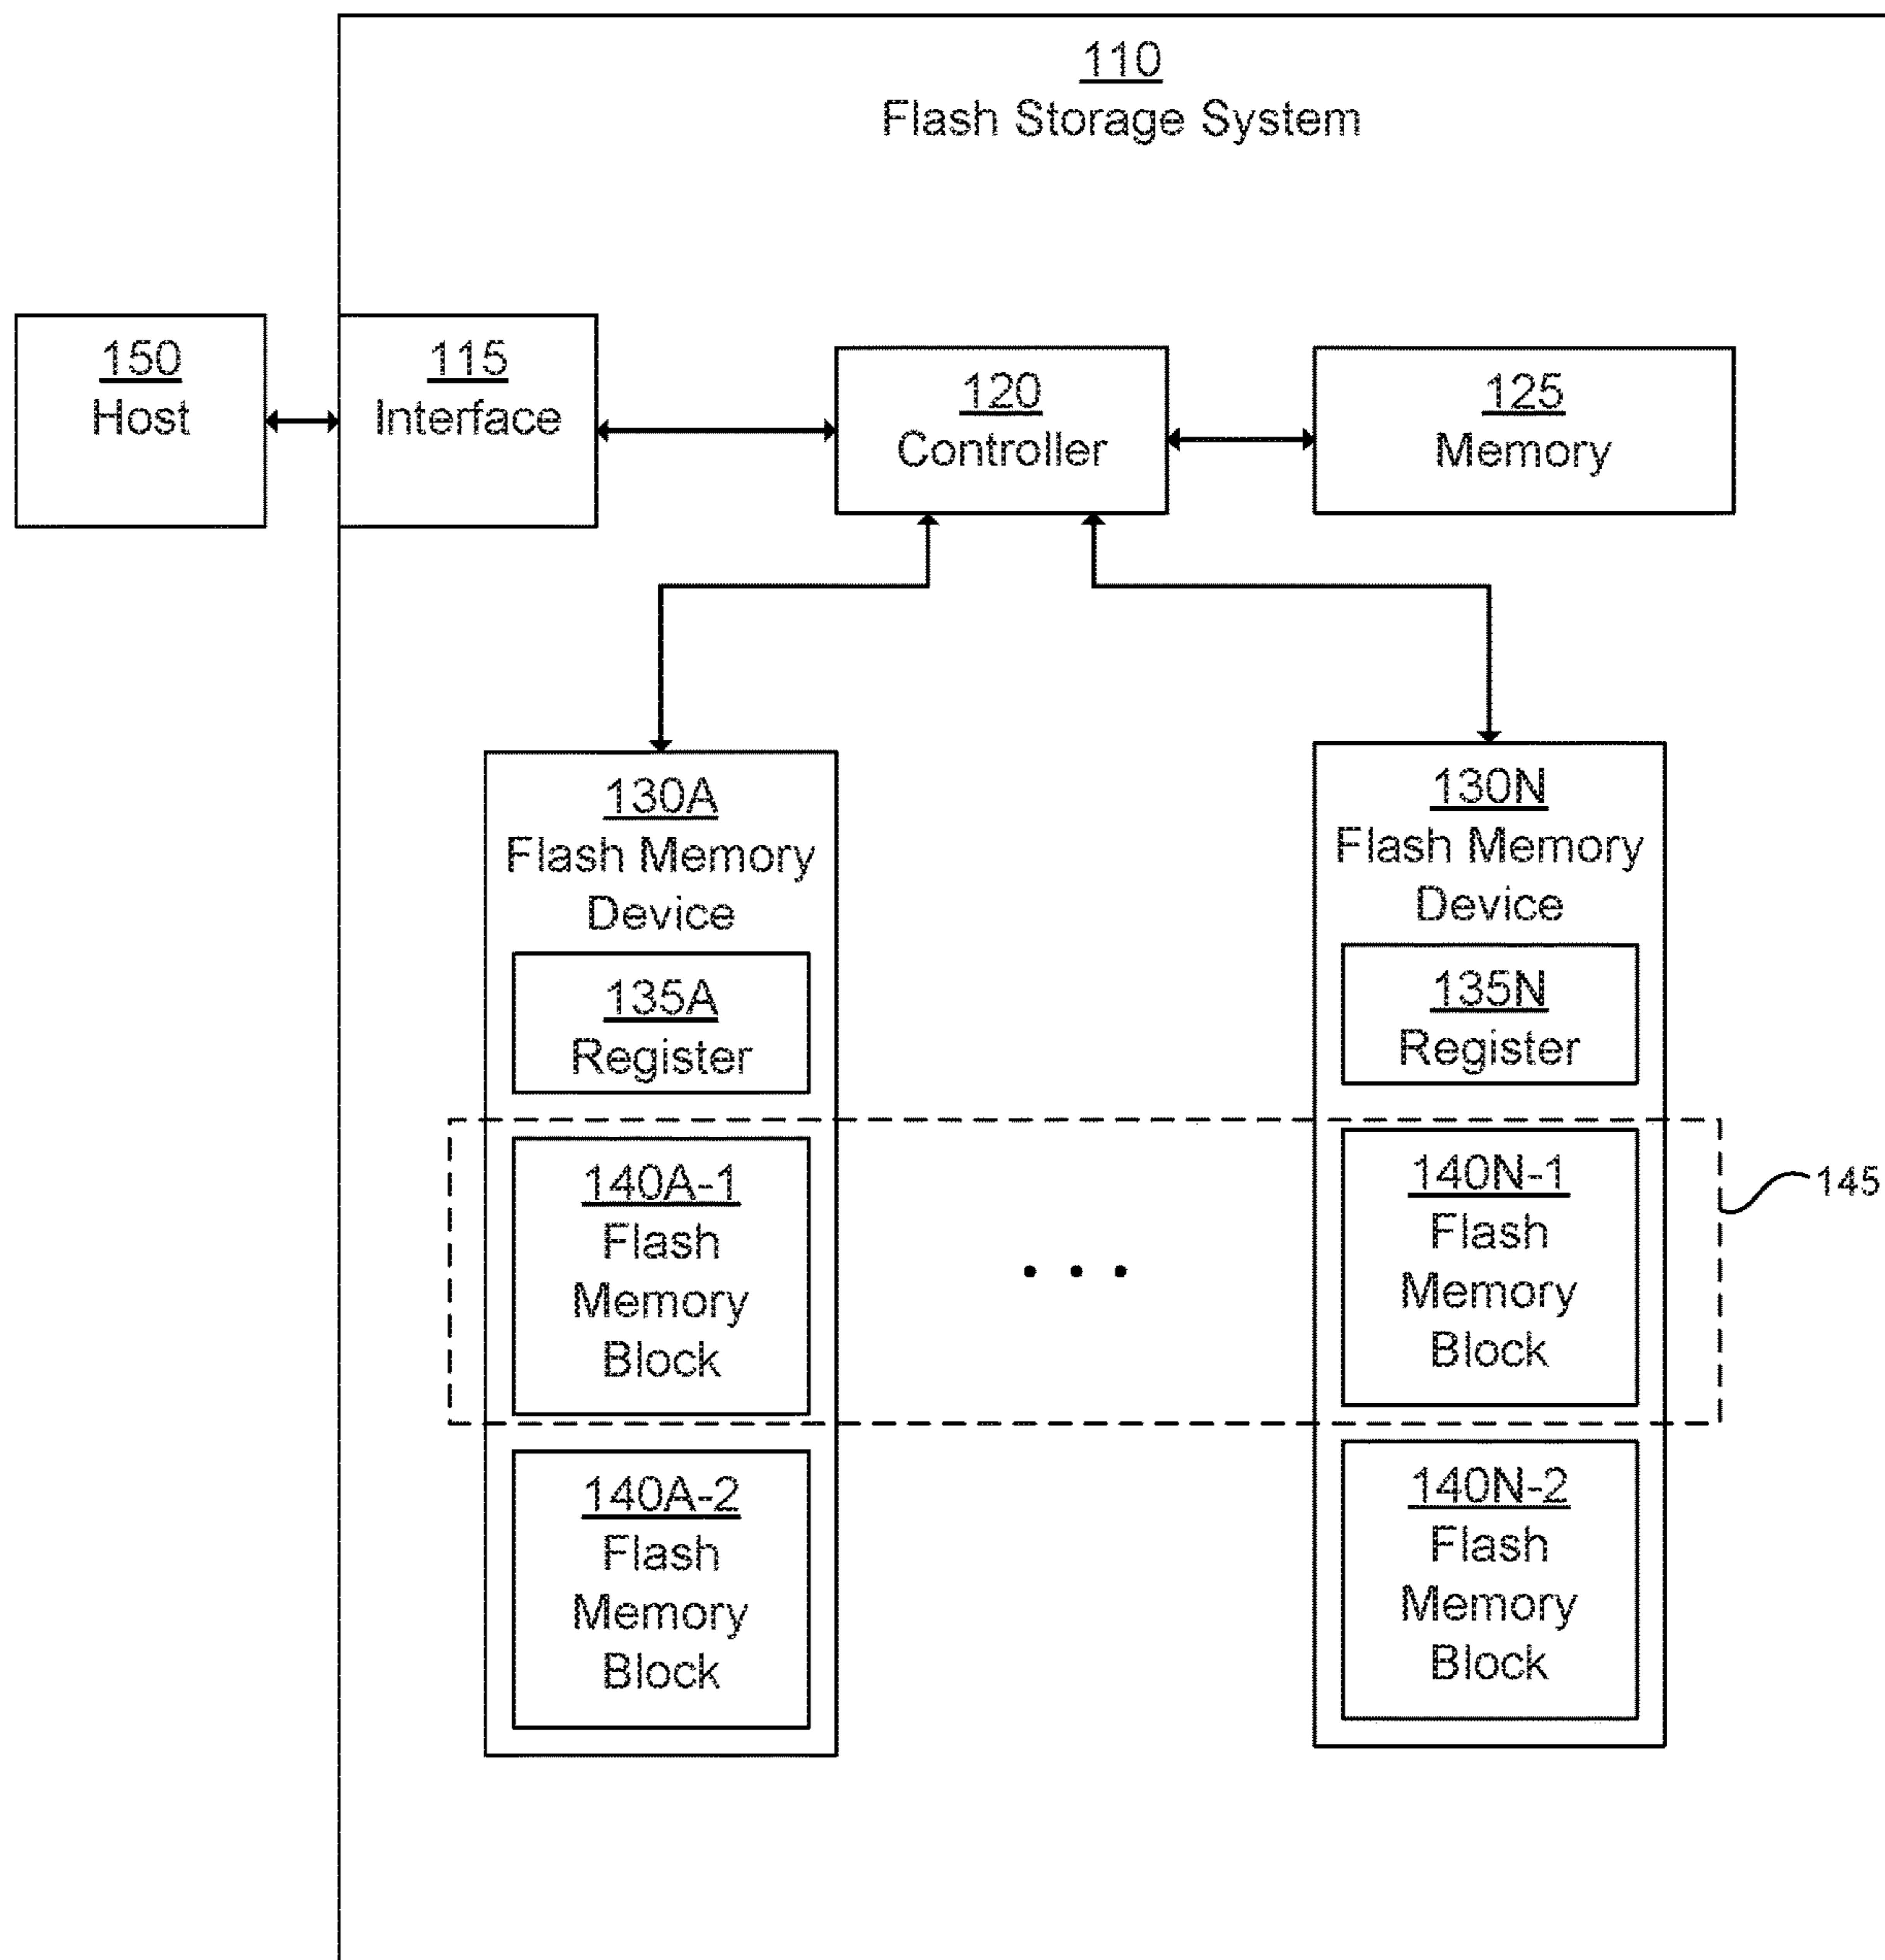 110
Flash Storage System
150
Host
115
Interface
120
Controller
125
Memory
130A
Flash Memory
Device
135A
Register
140A-1
Flash
Memory
Block
140A-2
Flash
Memory
Block
130N
Flash Memory
Device
135N
Register
140N-1
Flash
Memory
Block
140N-2
Flash
Memory
Block
145